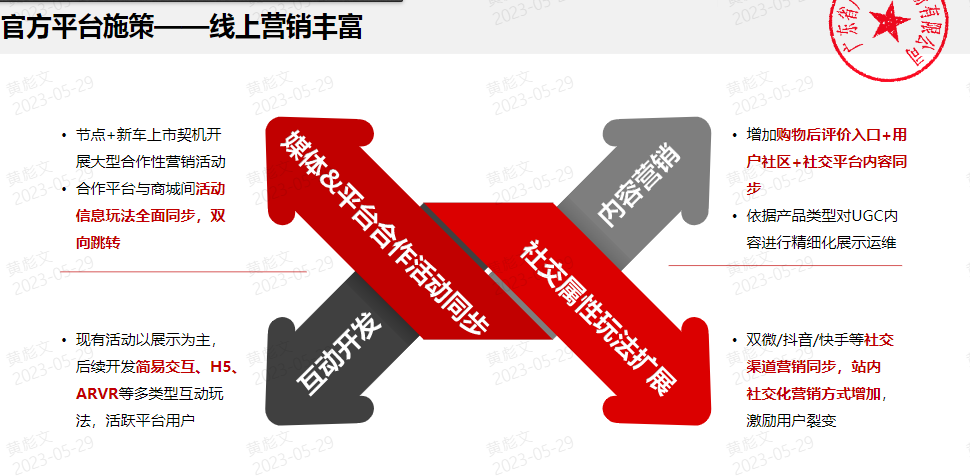 官方平台施策——线上营销丰富
广东省广
有限公司
• 节点+新车上市契机开
展大型合作性营销活动
• 合作平台与商城间活动
信息玩法全面同步，双
向跳转
媒体&平台合作活动同步
内容营销
• 增加购物后评价入口+用
户社区+社交平台内容同
步
• 依据产品类型对UGC内
容进行精细化展示运维
• 现有活动以展示为主，
后续开发简易交互、H5、
ARVR等多类型互动玩
法，活跃平台用户
互动开发
社交属性玩法扩展
• 双微/抖音/快手等社交
渠道营销同步，站内
社交化营销方式增加，
激励用户裂变
黄彪文
2023-05-29